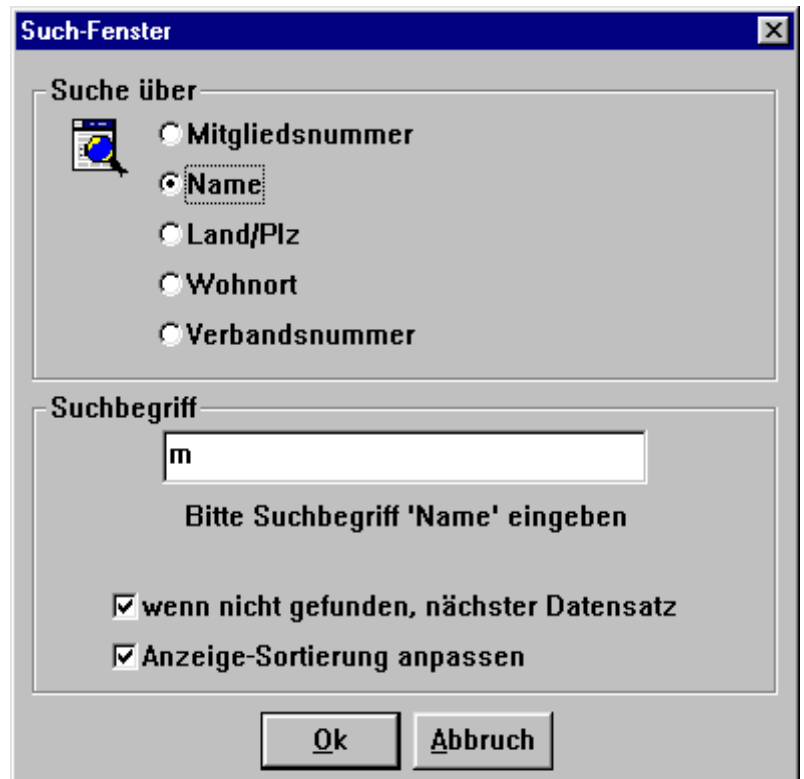 Such-Fenster
Suche über
Mitgliedsnummer
Name
Land/Plz
Wohnort
Verbandsnummer
Suchbegriff
m
Bitte Suchbegriff 'Name' eingeben
wenn nicht gefunden, nächster Datensatz
Anzeige-Sortierung anpassen
Ok Abbruch